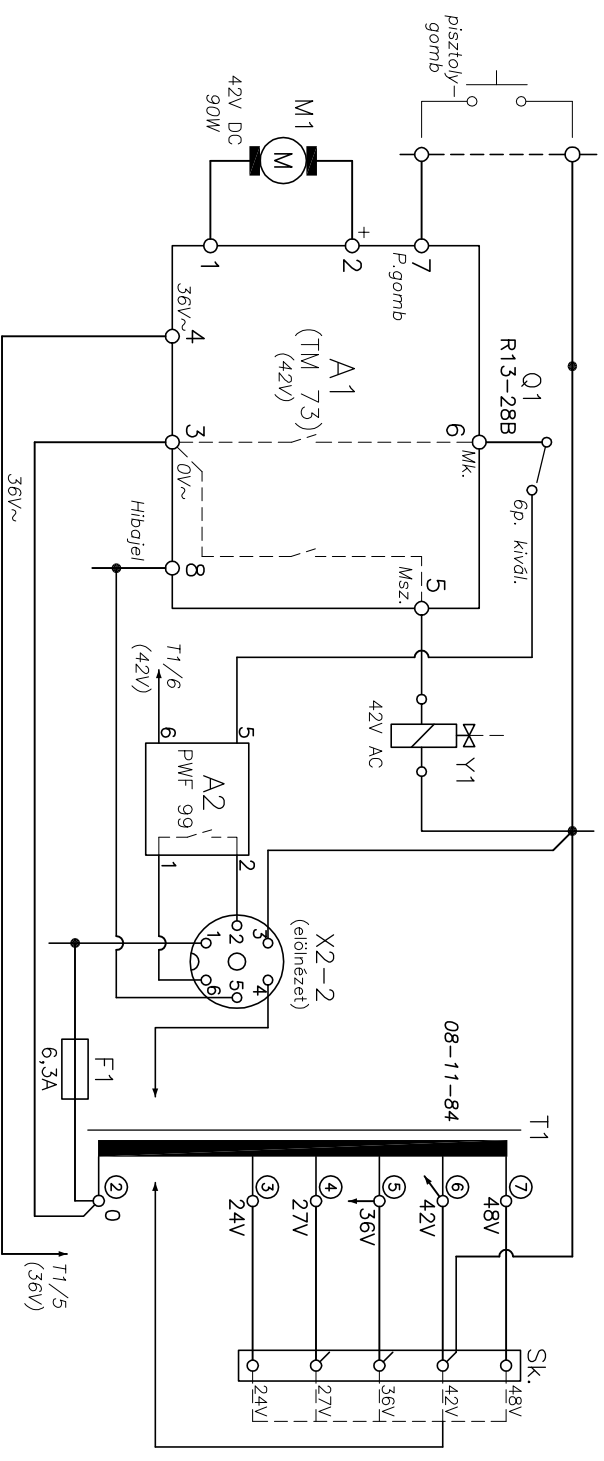 pisztoly-
gomb
M1
42V DC
90W
M
+
1
2
7
P.gomb
36V~
4
A1
(TM 73)
(42V)
Q1
R13-28B
3
0V~
6
Mk.
6p. kivál.
36V~
Hibajel
8
5
Msz.
T1/6
(42V)
6
5
A2
PWF 99
1
2
42V AC
Y1
X2-2
(elölnézet)
1
2
3
4
5
6
F1
6,3A
08-11-84
T1
2
0
3
24V
4
27V
5
36V
6
42V
7
48V
T1/5
(36V)
Sk.
24V
27V
36V
42V
48V